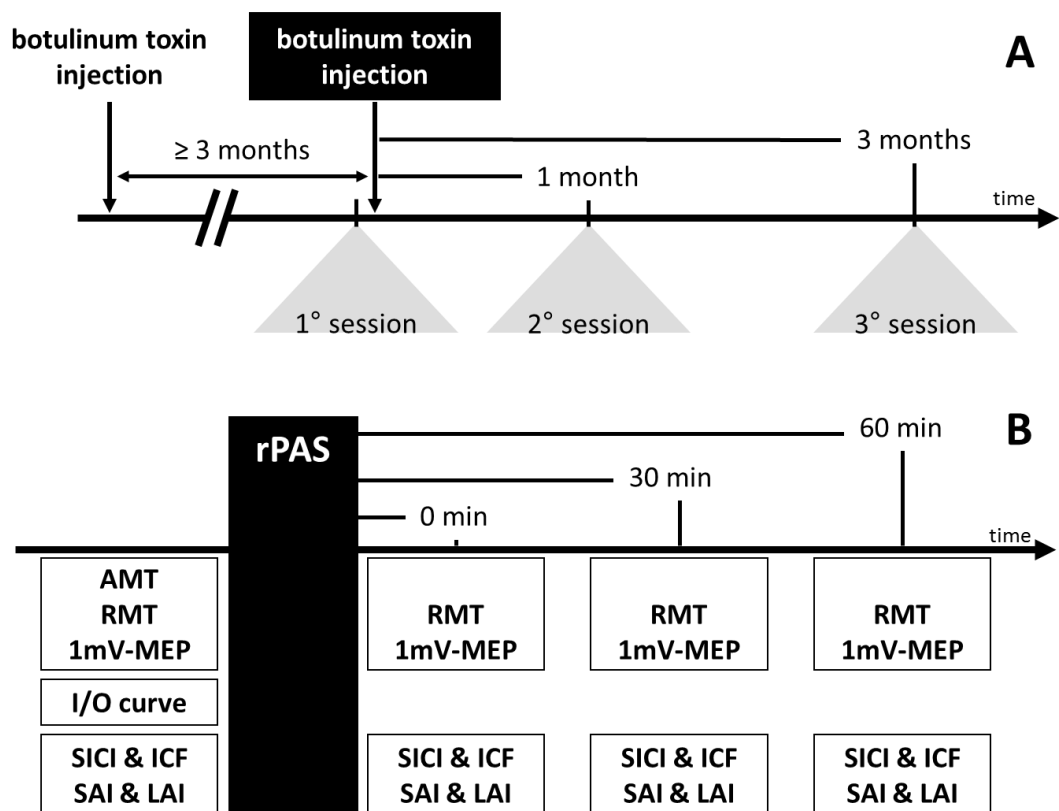 botulinum toxin
injection
botulinum toxin
injection
A
≥ 3 months
3 months
1 month
time
1° session
2° session
3° session
B
rPAS
60 min
30 min
0 min
time
AMT
RMT
1mV-MEP
RMT
1mV-MEP
RMT
1mV-MEP
RMT
1mV-MEP
I/O curve
SICI & ICF
SAI & LAI
SICI & ICF
SAI & LAI
SICI & ICF
SAI & LAI
SICI & ICF
SAI & LAI